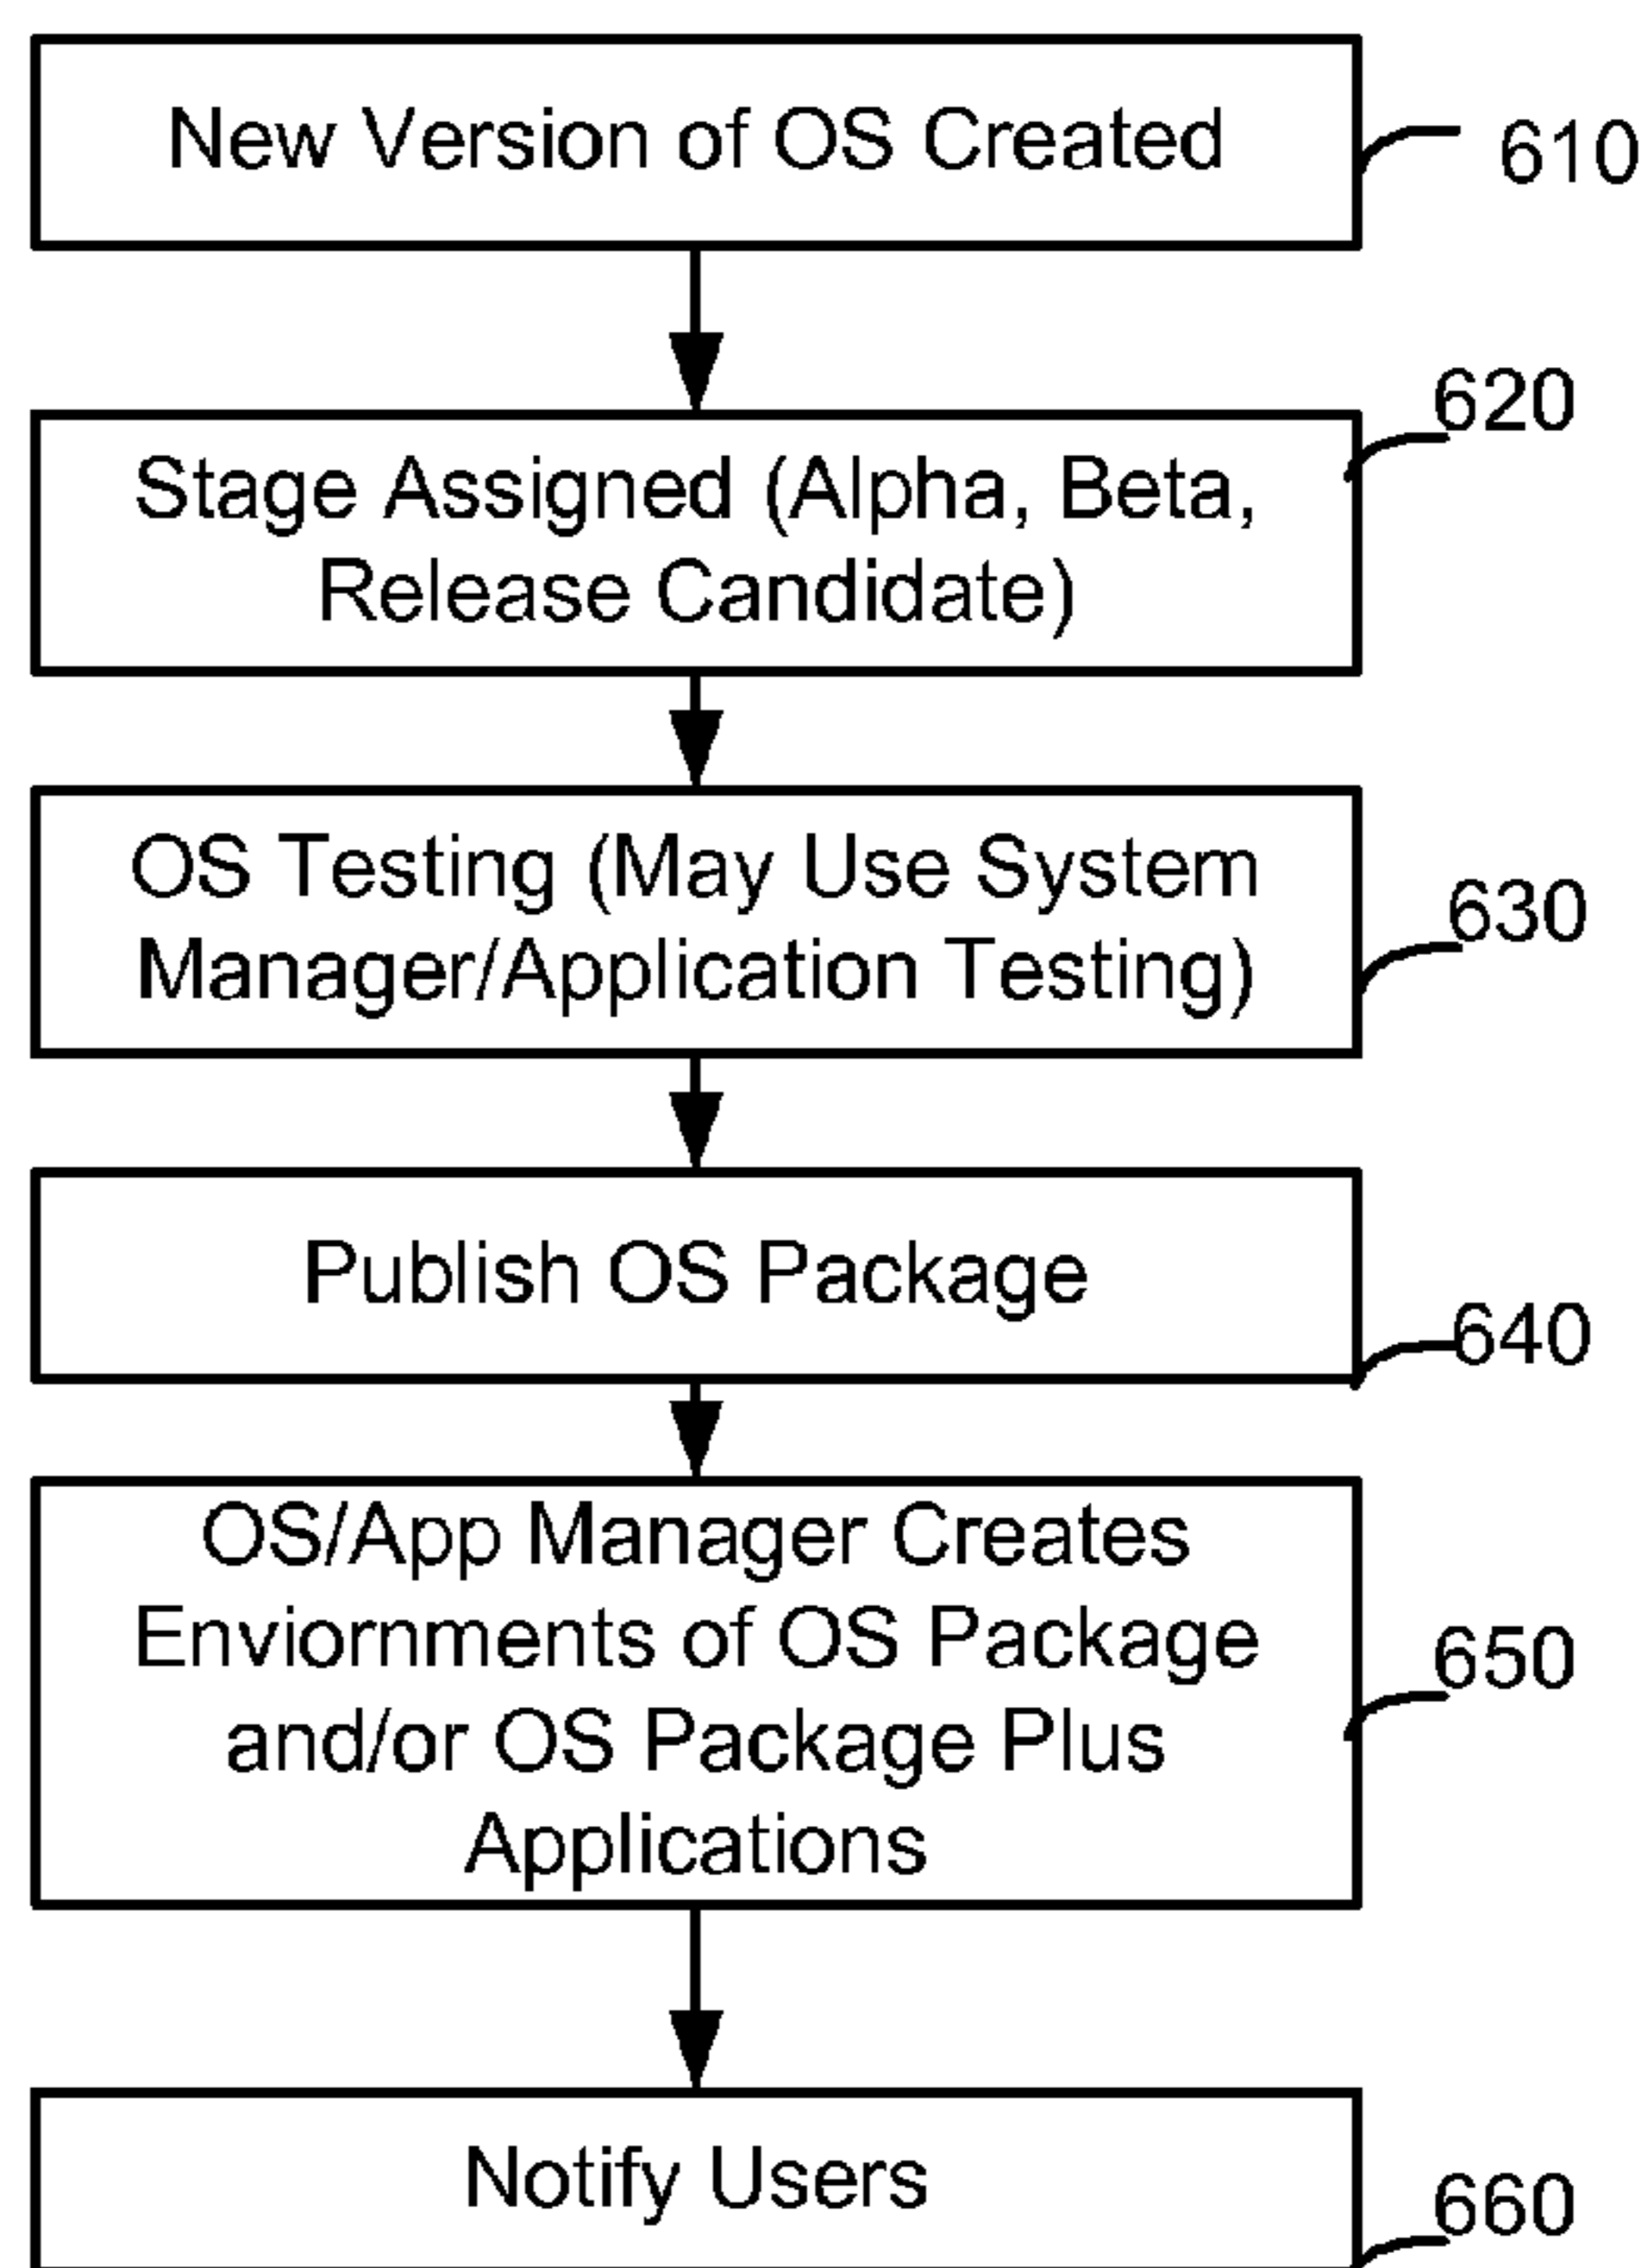 New Version of OS Created
610
620
Stage Assigned (Alpha, Beta,
Release Candidate)
OS Testing (May Use System
Manager/Application Testing)
630
Publish OS Package
640
OS/App Manager Creates
Enviornments of OS Package
and/or OS Package Plus
Applications
650
Notify Users
660